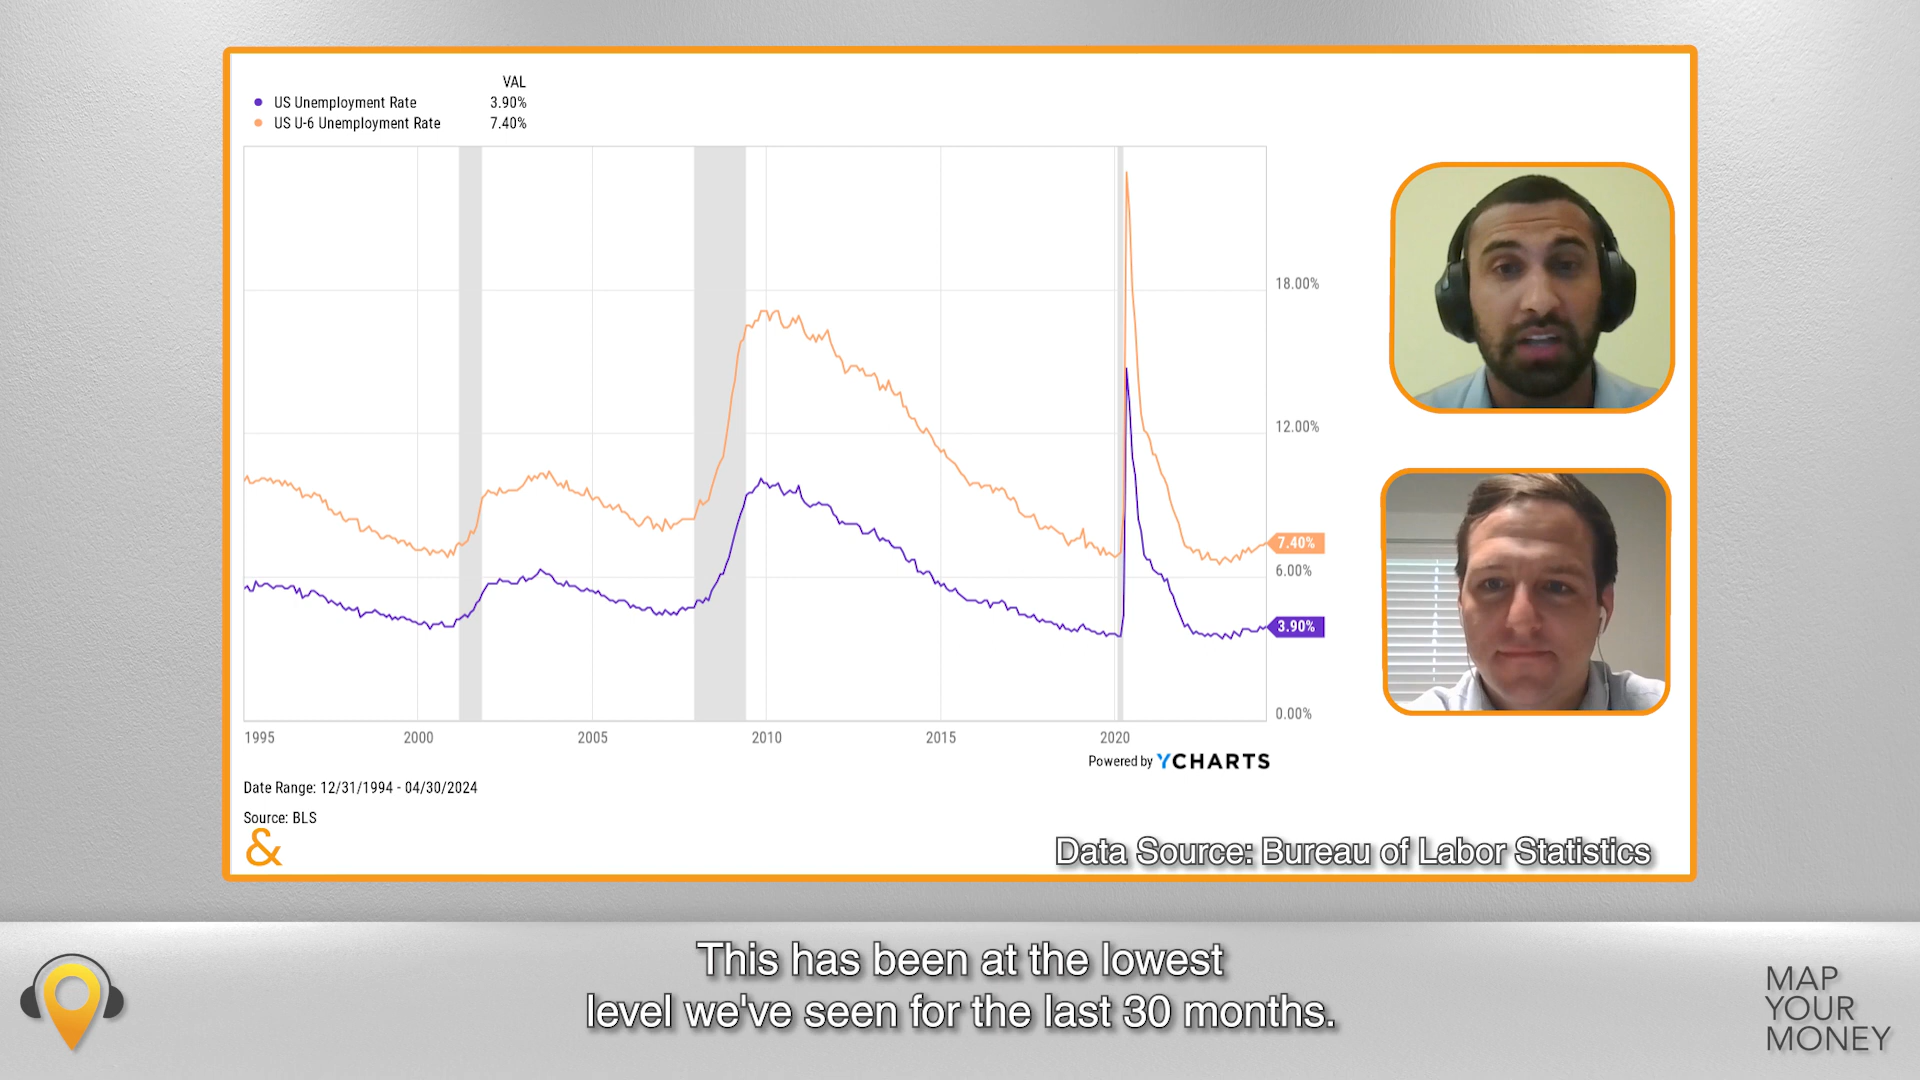 VAL
US Unemployment Rate 3.90%
US U-6 Unemployment Rate 7.40%
18.00%
12.00%
7.40%
6.00%
3.90%
0.00%
1995 2000 2005 2010 2015 2020
Powered by YCHARTS
Date Range: 12/31/1994 - 04/30/2024
Source: BLS
&
Data Source: Bureau of Labor Statistics
This has been at the lowest
level we've seen for the last 30 months.
MAP
YOUR
MONEY